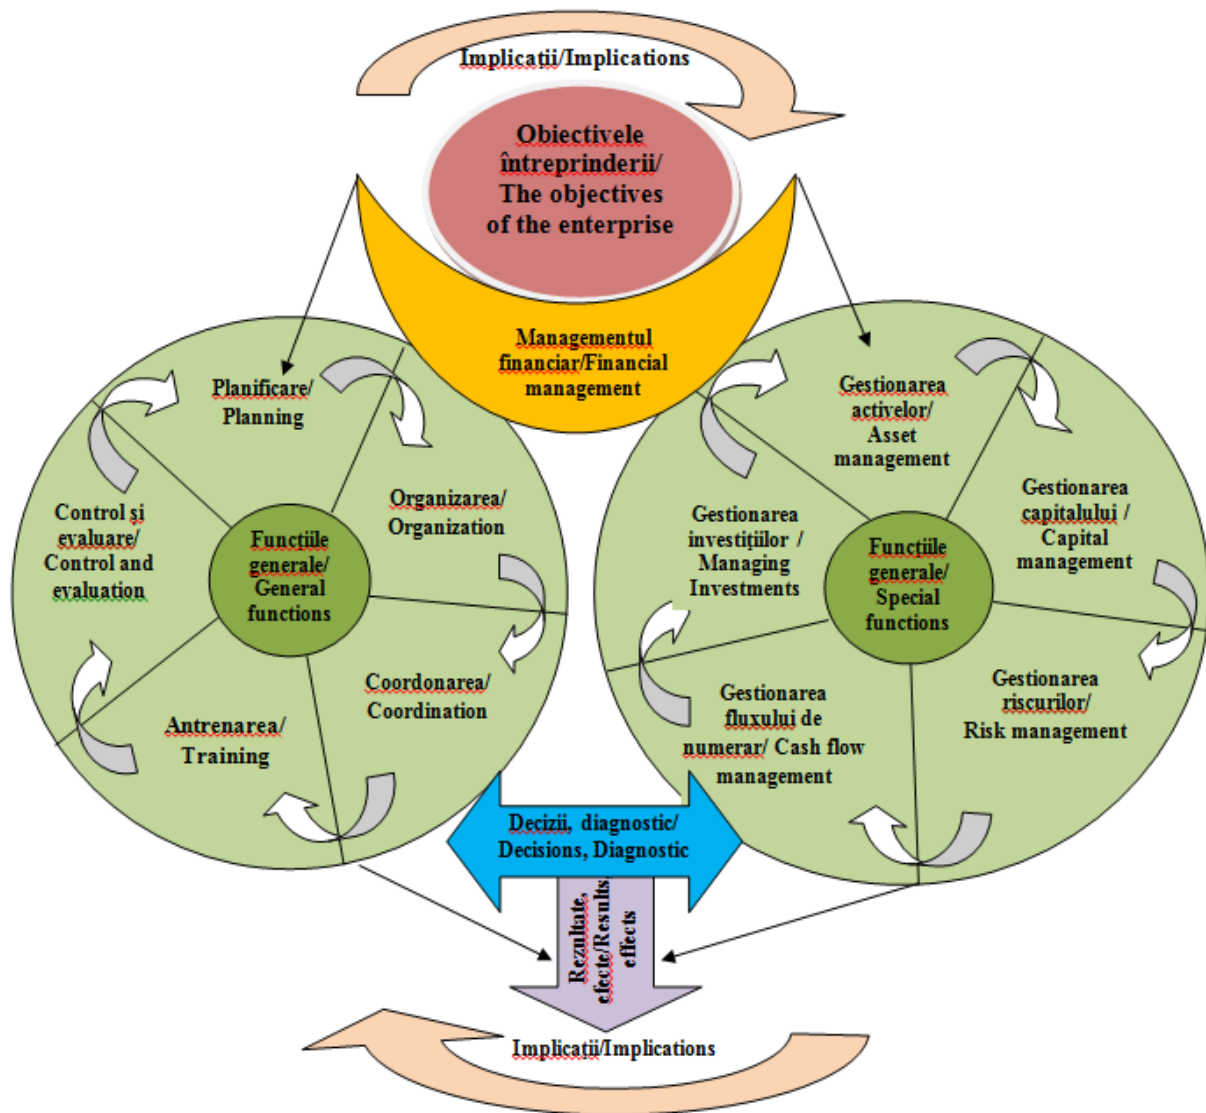 Implicații/Implications
Obiectivele
întreprinderii/
The objectives
of the enterprise
Managementul
financiar/Financial
management
Planificare/
Planning
Organizarea/
Organization
Coordonarea/
Coordination
Antrenarea/
Training
Control și
evaluare/
Control and
evaluation
Funcțiile
generale/
General
functions
Gestionarea
activelor/
Asset
management
Gestionarea
capitalului /
Capital
management
Gestionarea
riscurilor/
Risk management
Gestionarea
fluxului de
numerar/ Cash flow
management
Gestionarea
investițiilor /
Managing
Investments
Funcțiile
generale/
Special
functions
Decizii, diagnostic/
Decisions, Diagnostic
Rezultate,
efecte/Results,
effects
Implicații/Implications